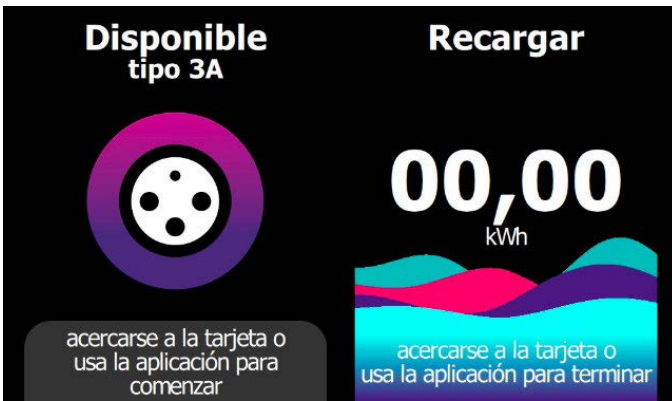 Disponible
tipo 3A
acercarse a la tarjeta o
usa la aplicación para
comenzar
Recargar
00,00
kWh
acercarse a la tarjeta o
usa la aplicación para terminar